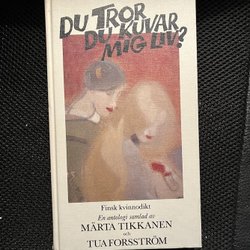 DU TROR
DU KUVAR
MIG LIV?
Finsk kvinnodikt
En antologi samlad av
MÄRTA TIKKANEN
och
TUA FORSSTRÖM